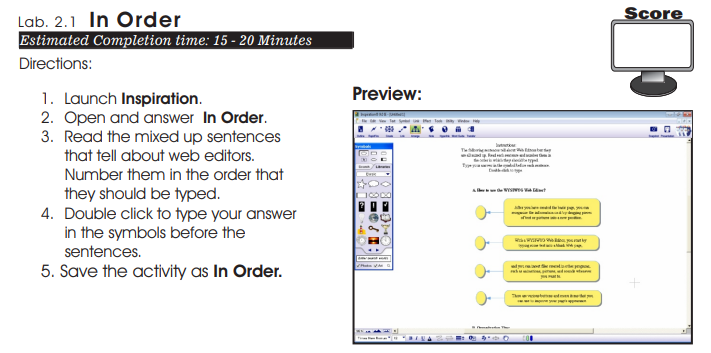 Lab. 2.1 In Order
Score
Estimated Completion time: 15 - 20 Minutes
Directions:
1. Launch Inspiration.
2. Open and answer In Order.
3. Read the mixed up sentences
that tell about web editors.
Number them in the order that
they should be typed.
4. Double click to type your answer
in the symbols before the
sentences.
5. Save the activity as In Order.
Preview:
Instructions:
The following sentences tell about Web Editors but they
are all mixed up. Read each sentence and number them in
the order in which they should be typed.
Type your answer in the symbol before each sentence.
Double click to type.
A. How to use the WYSIWYG Web Editor?
After you have created the basic page, you can
reorganize the information on it by dragging pieces
of text or pictures into a new position.
With a WYSIWYG Web Editor, you start by
typing some text into a blank Web page,
and you can insert files created in other programs,
such as animations, pictures, and sounds wherever
you want to.
There are various buttons and menu items that you
can use to improve your page's appearance.